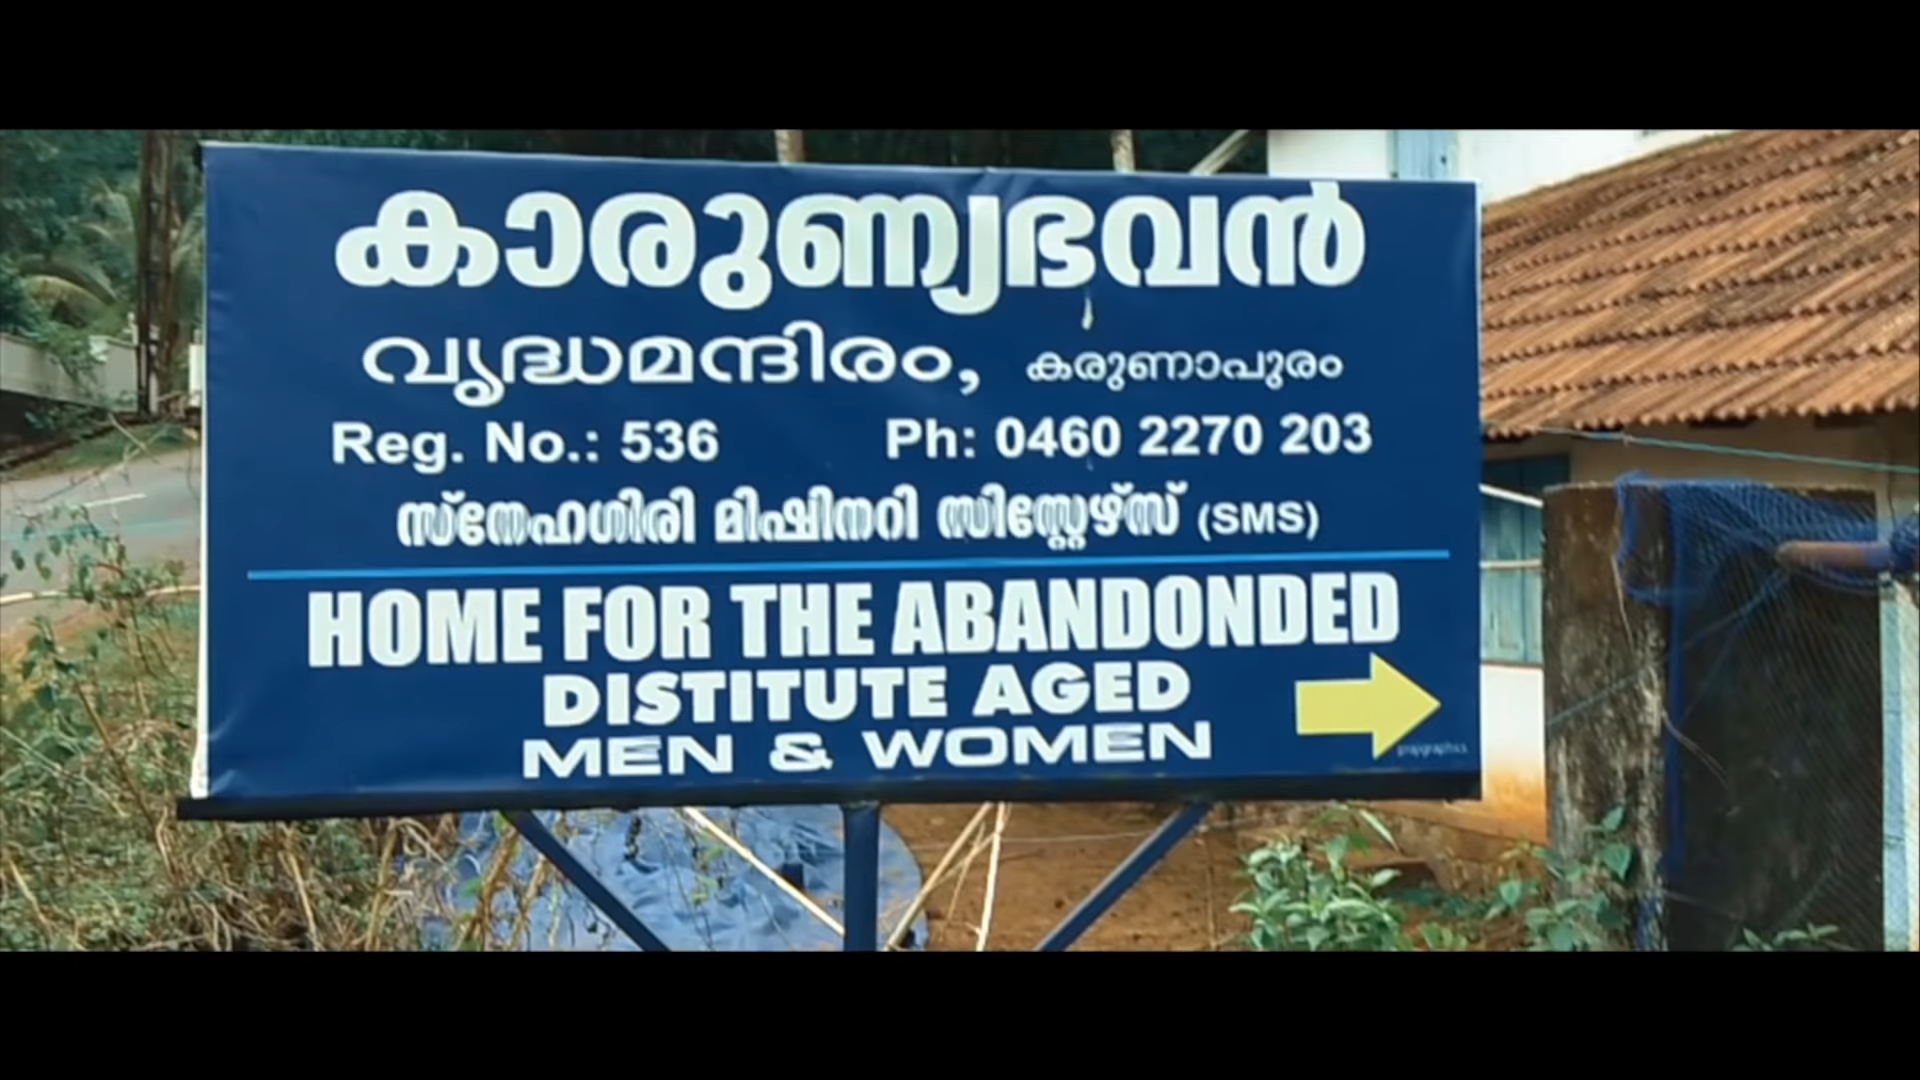 കാരുണ്യഭവൻ
വൃദ്ധമന്ദിരം, കരുണാപുരം
Reg. No.: 536 Ph: 0460 2270 203
സ്നേഹഗിരി മിഷിനറി സിസ്റ്റേഴ്സ് (SMS)
HOME FOR THE ABANDONDED
DISTITUTE AGED
MEN & WOMEN